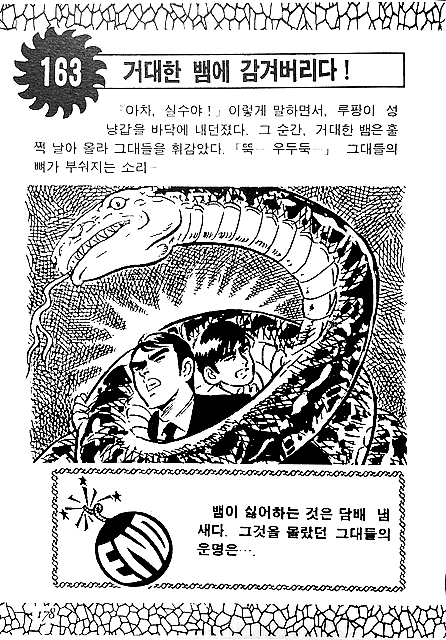 163
거대한 뱀에 감겨버리다!
『아차, 실수야!』이렇게 말하면서, 루팡이 성
냥갑을 바닥에 내던졌다. 그 순간, 거대한 뱀은 훌
쩍 날아 올라 그대들을 휘감았다. 「뚝… 우두둑…」 그대들의
뼈가 부숴지는 소리…
END
뱀이 싫어하는 것은 담배 냄
새다. 그것을 몰랐던 그대들의
운명은….
178